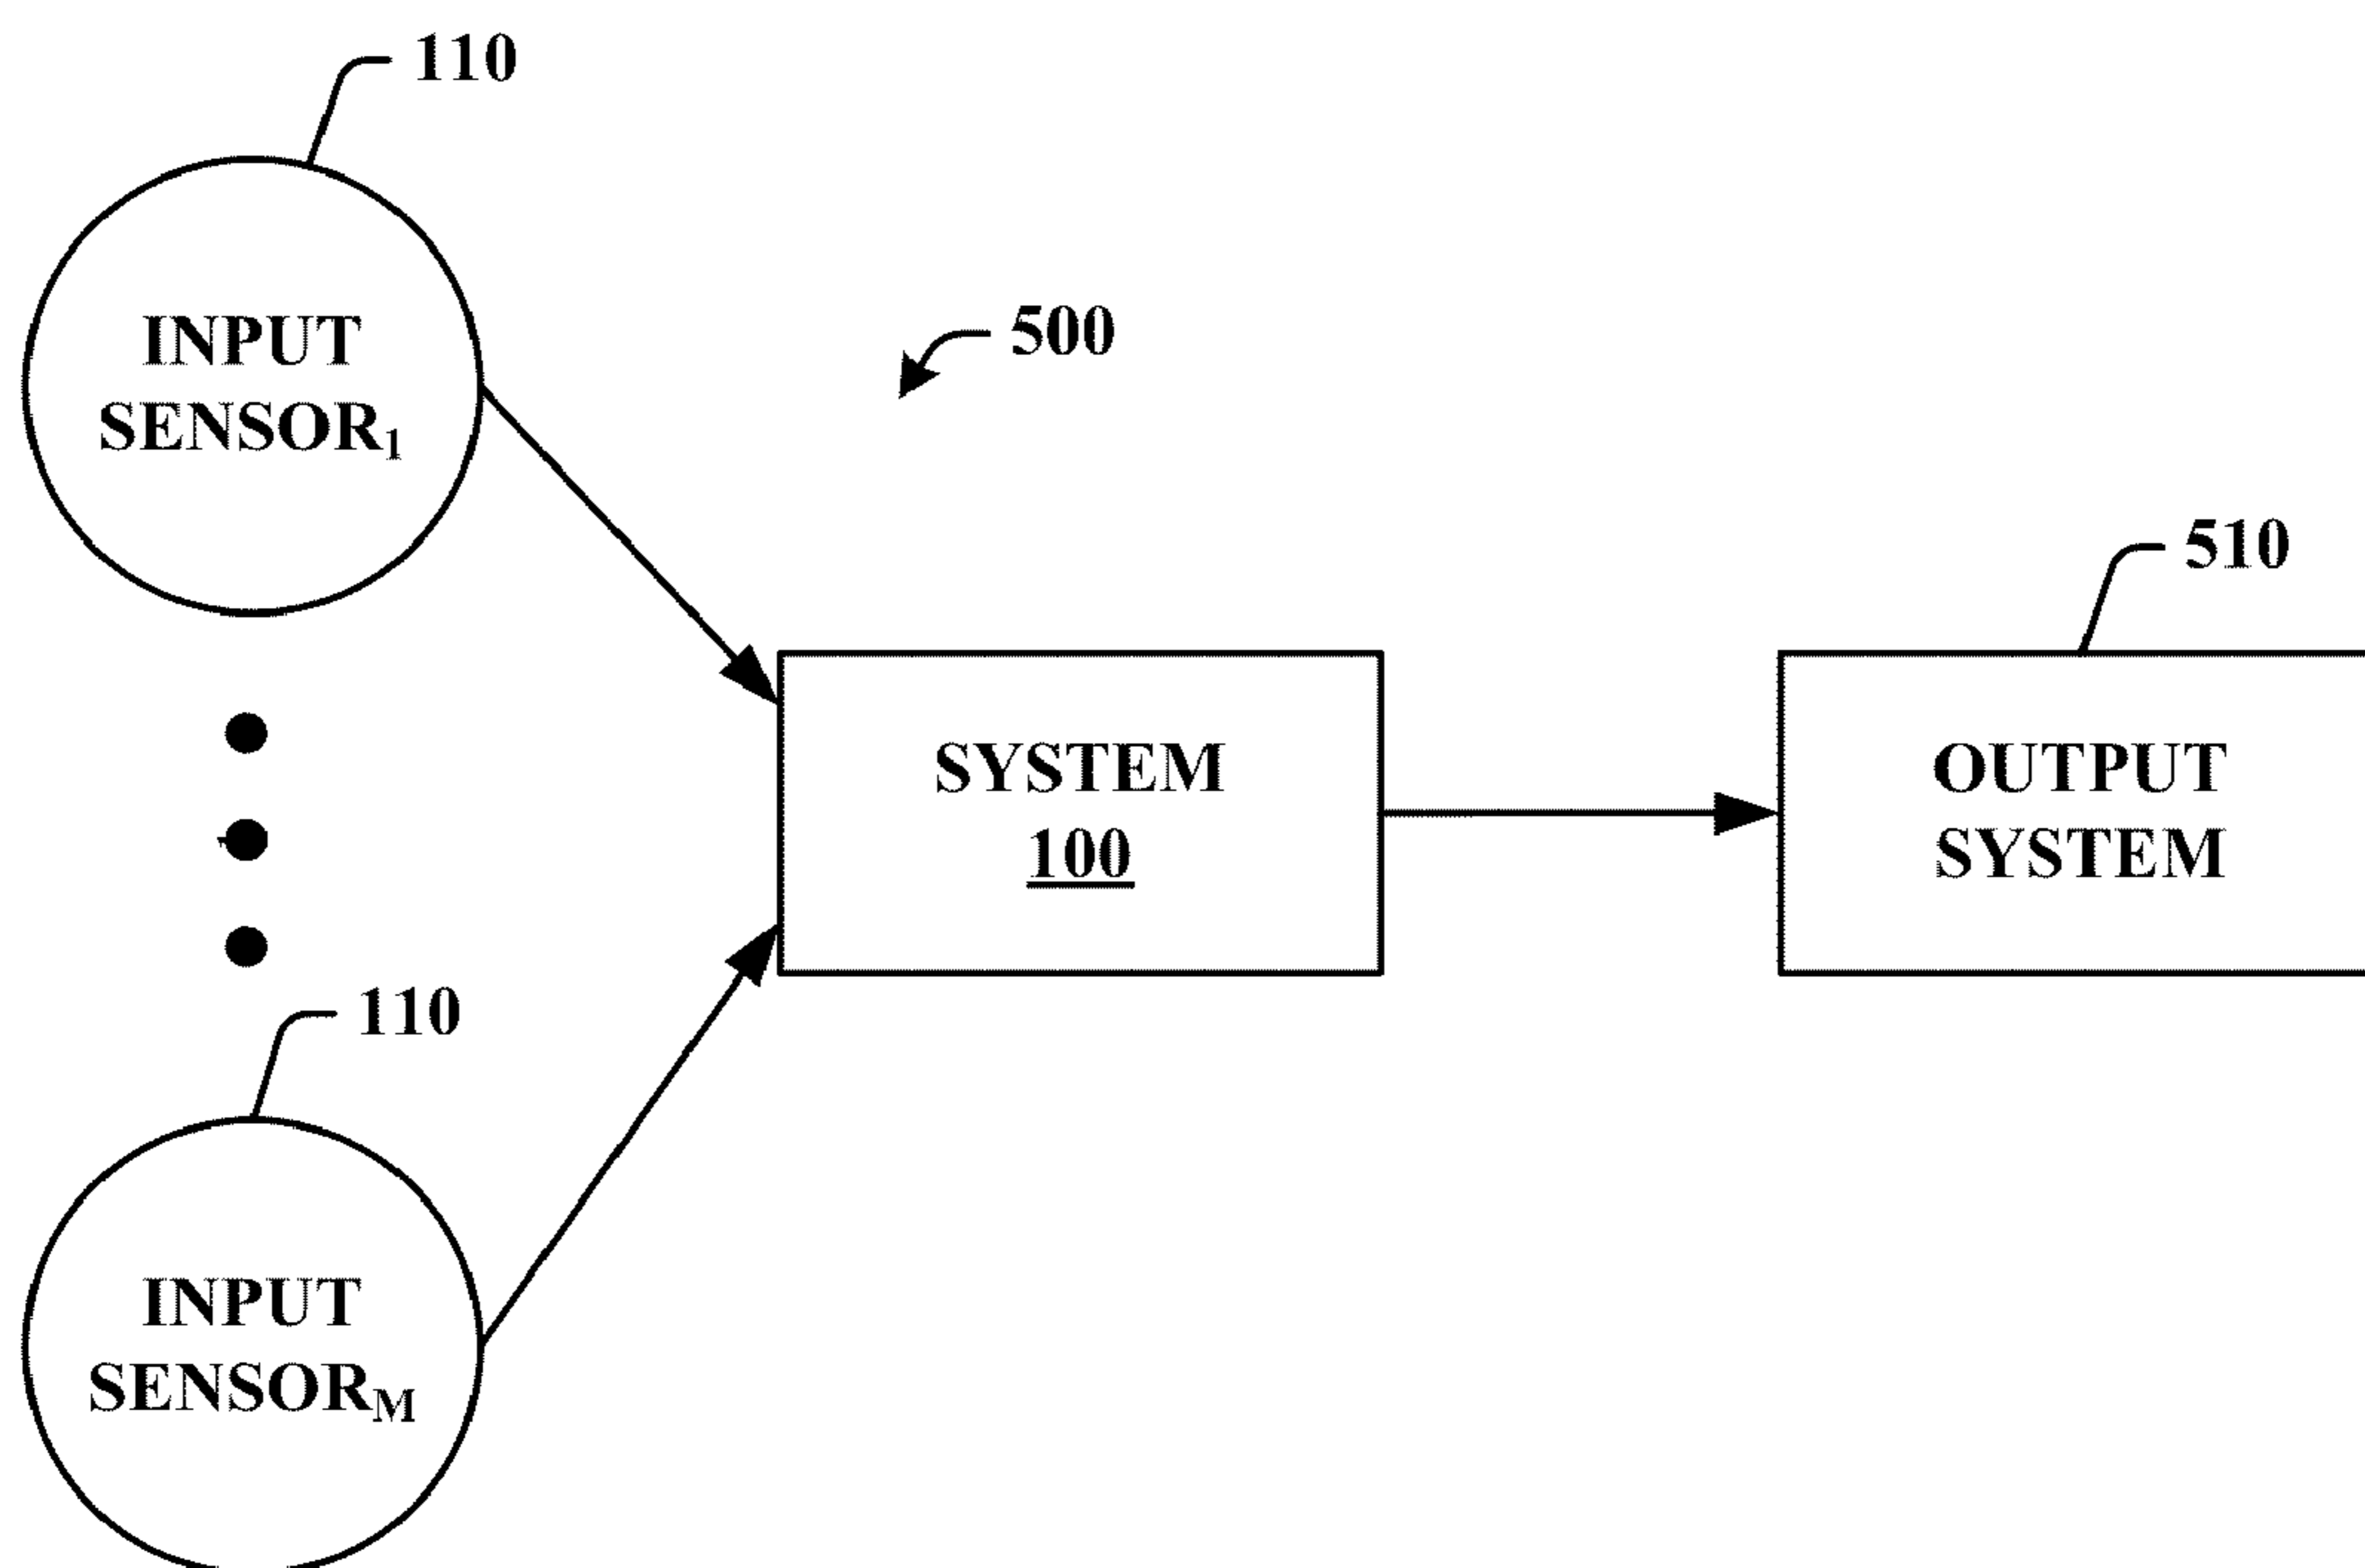 110
INPUT
SENSOR₁
500
510
SYSTEM
100
OUTPUT
SYSTEM
110
INPUT
SENSORM